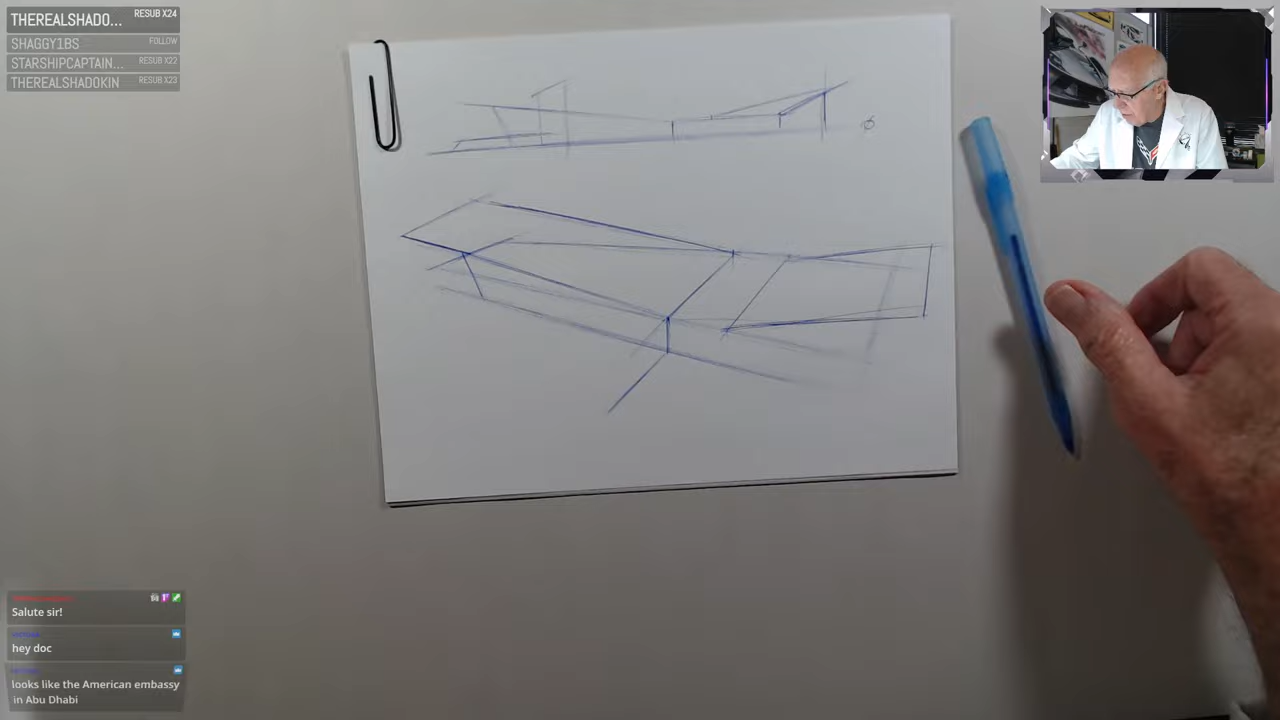 THEREALSHADO... RESUB X24
SHAGGY1BS FOLLOW
STARSHIPCAPTAIN... RESUB X22
THEREALSHADOKIN RESUB X23
Salute sir!
hey doc
looks like the American embassy
in Abu Dhabi